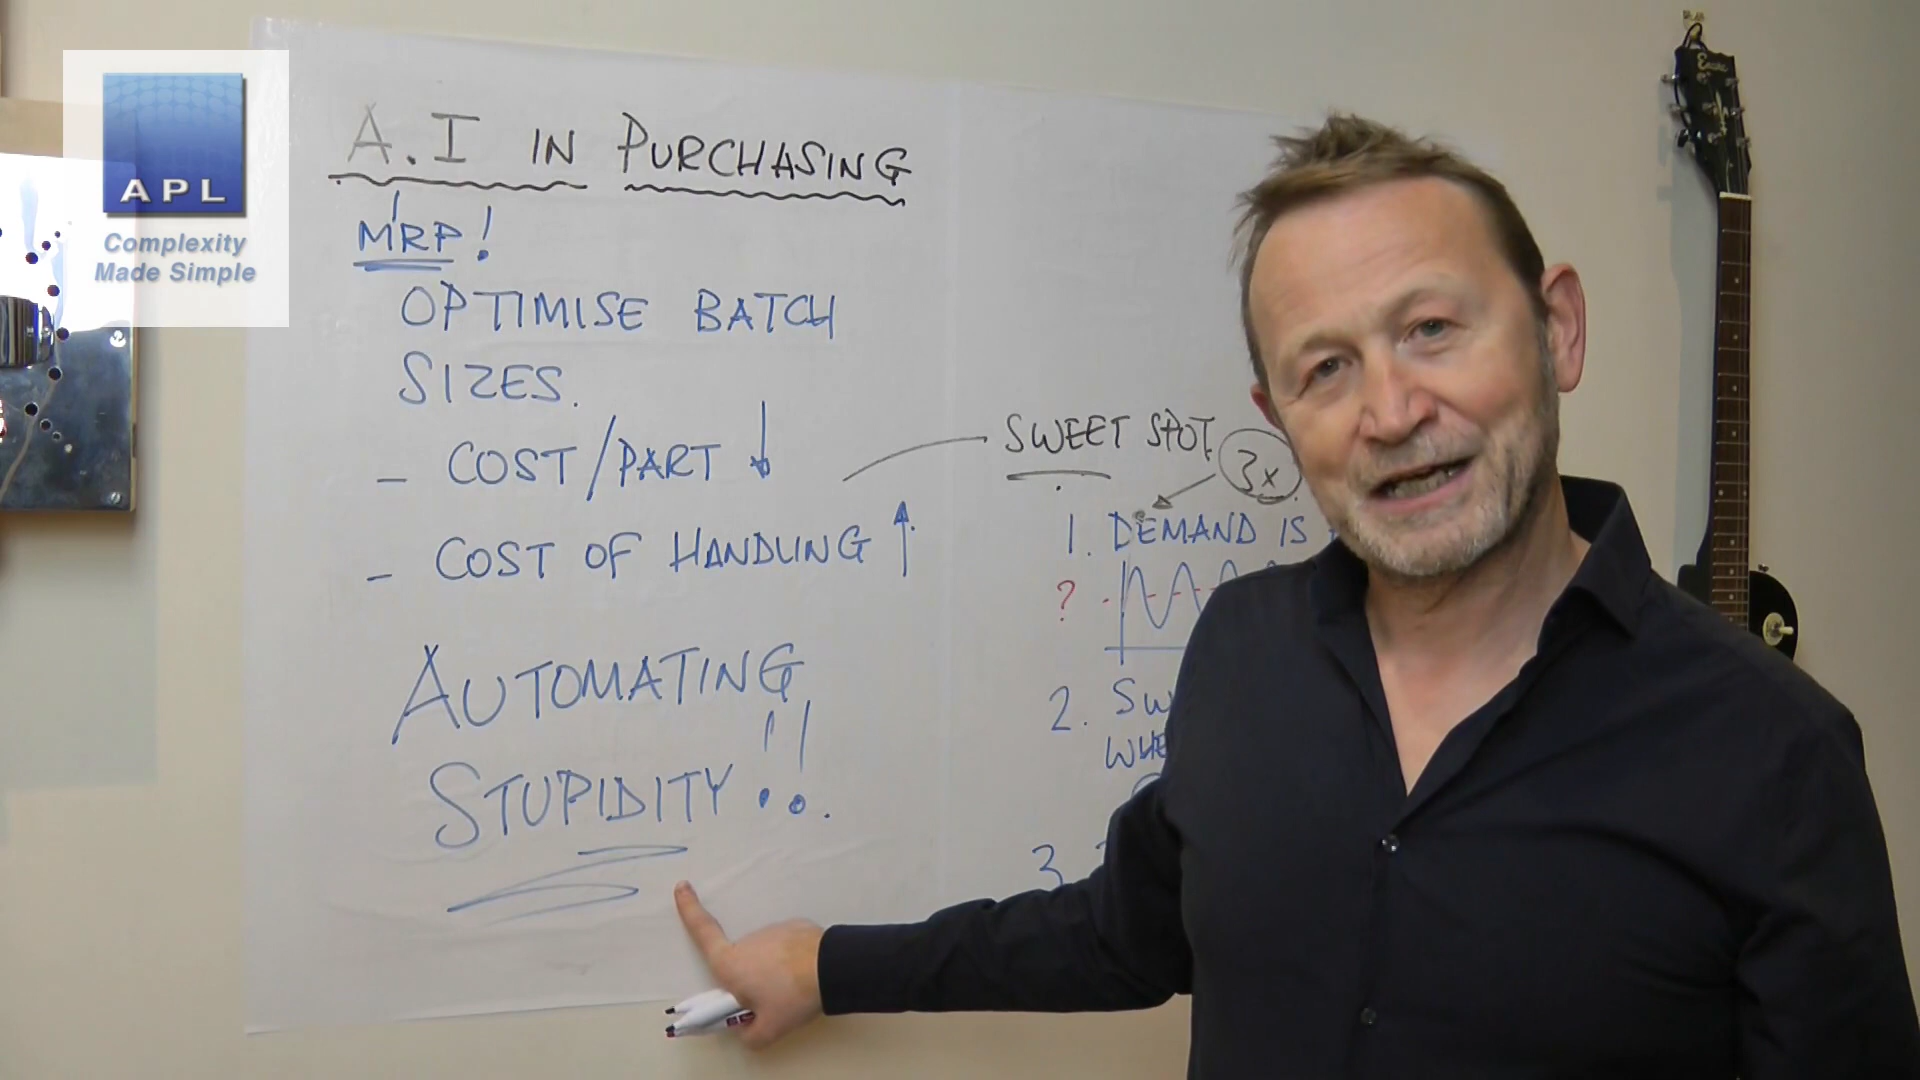 APL
Complexity
Made Simple
A.I IN PURCHASING
MRP!
OPTIMISE BATCH
SIZES.
- COST/PART ↓
- COST OF HANDLING ↑
AUTOMATING
STUPIDITY!!.
SWEET SPOT.
3x
1. DEMAND IS
?
2.
3.